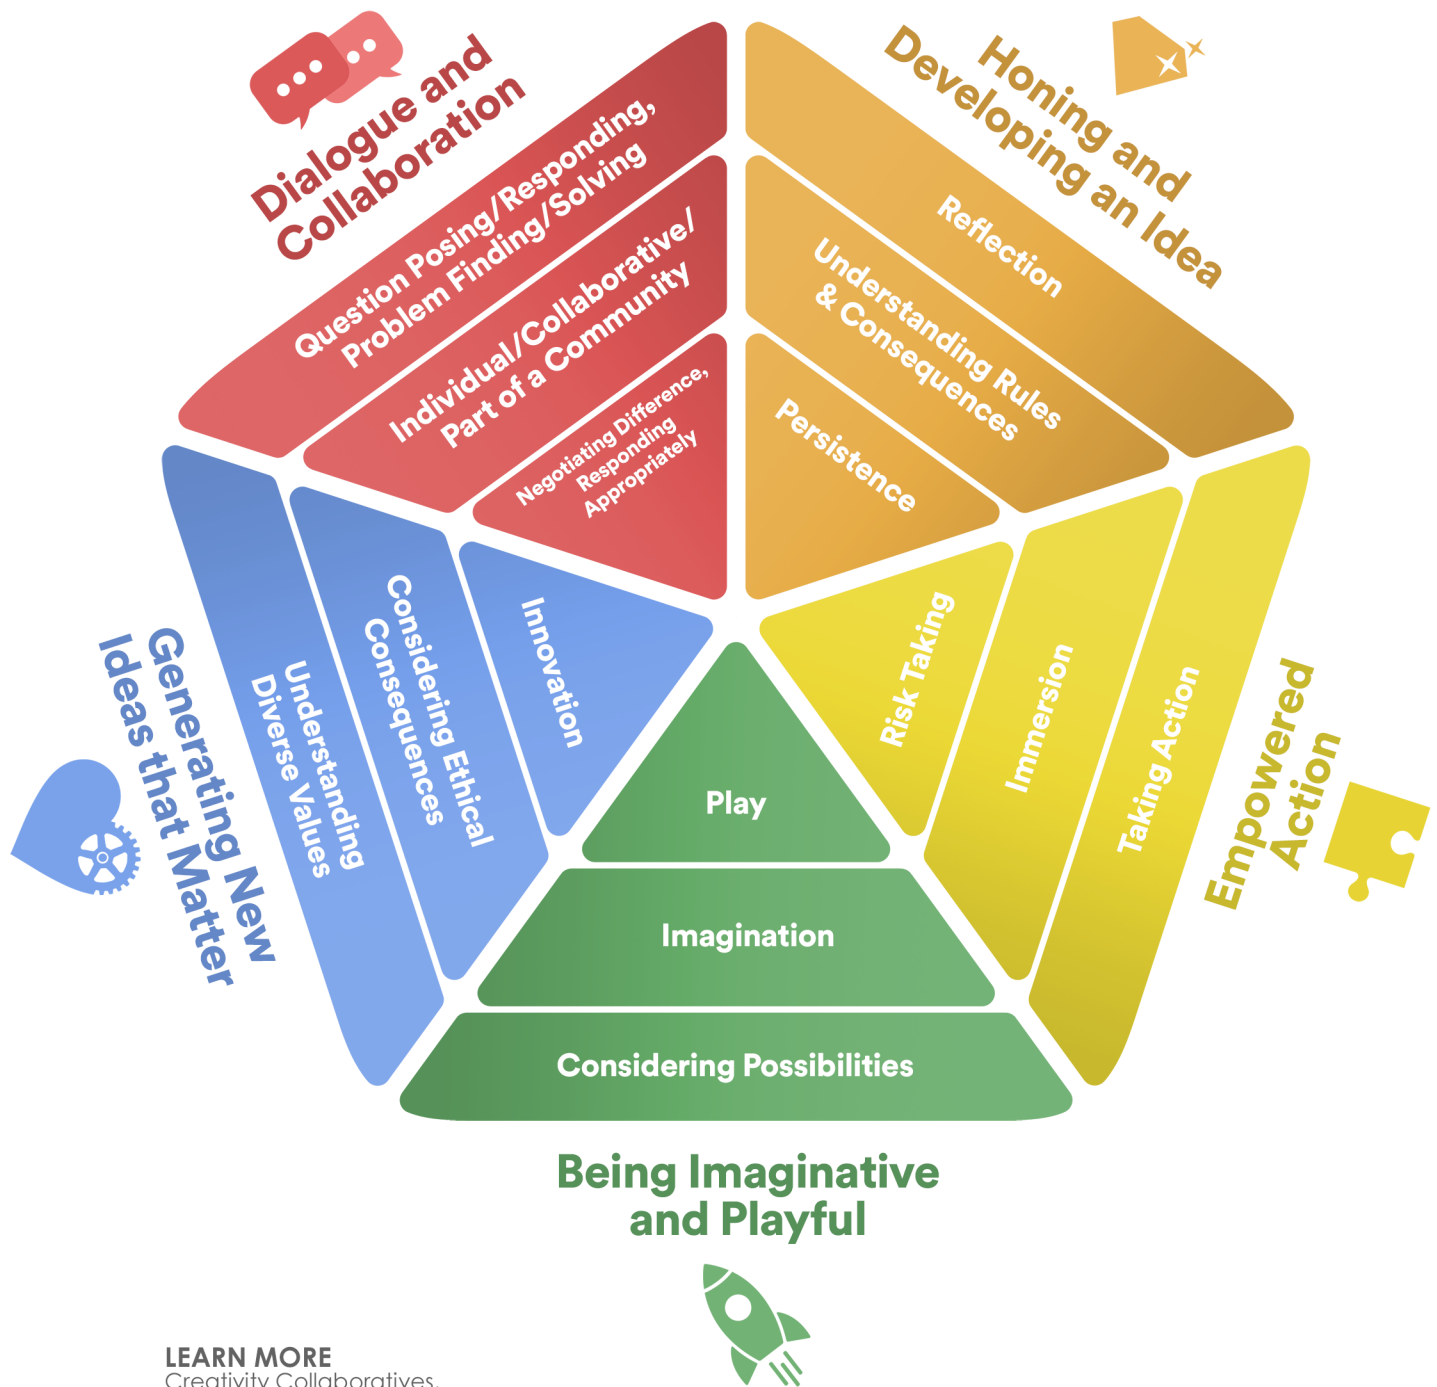 Dialogue and
Collaboration
Question Posing/Responding,
Problem Finding/Solving
Individual/Collaborative/
Part of a Community
Negotiating Difference,
Responding
Appropriately
Honing and
Developing an Idea
Reflection
Understanding Rules
& Consequences
Persistence
Empowered
Action
Risk Taking
Immersion
Taking Action
Generating New
Ideas that Matter
Understanding
Diverse Values
Considering Ethical
Consequences
Innovation
Play
Imagination
Considering Possibilities
Being Imaginative
and Playful
LEARN MORE
Creativity Collaboratives.